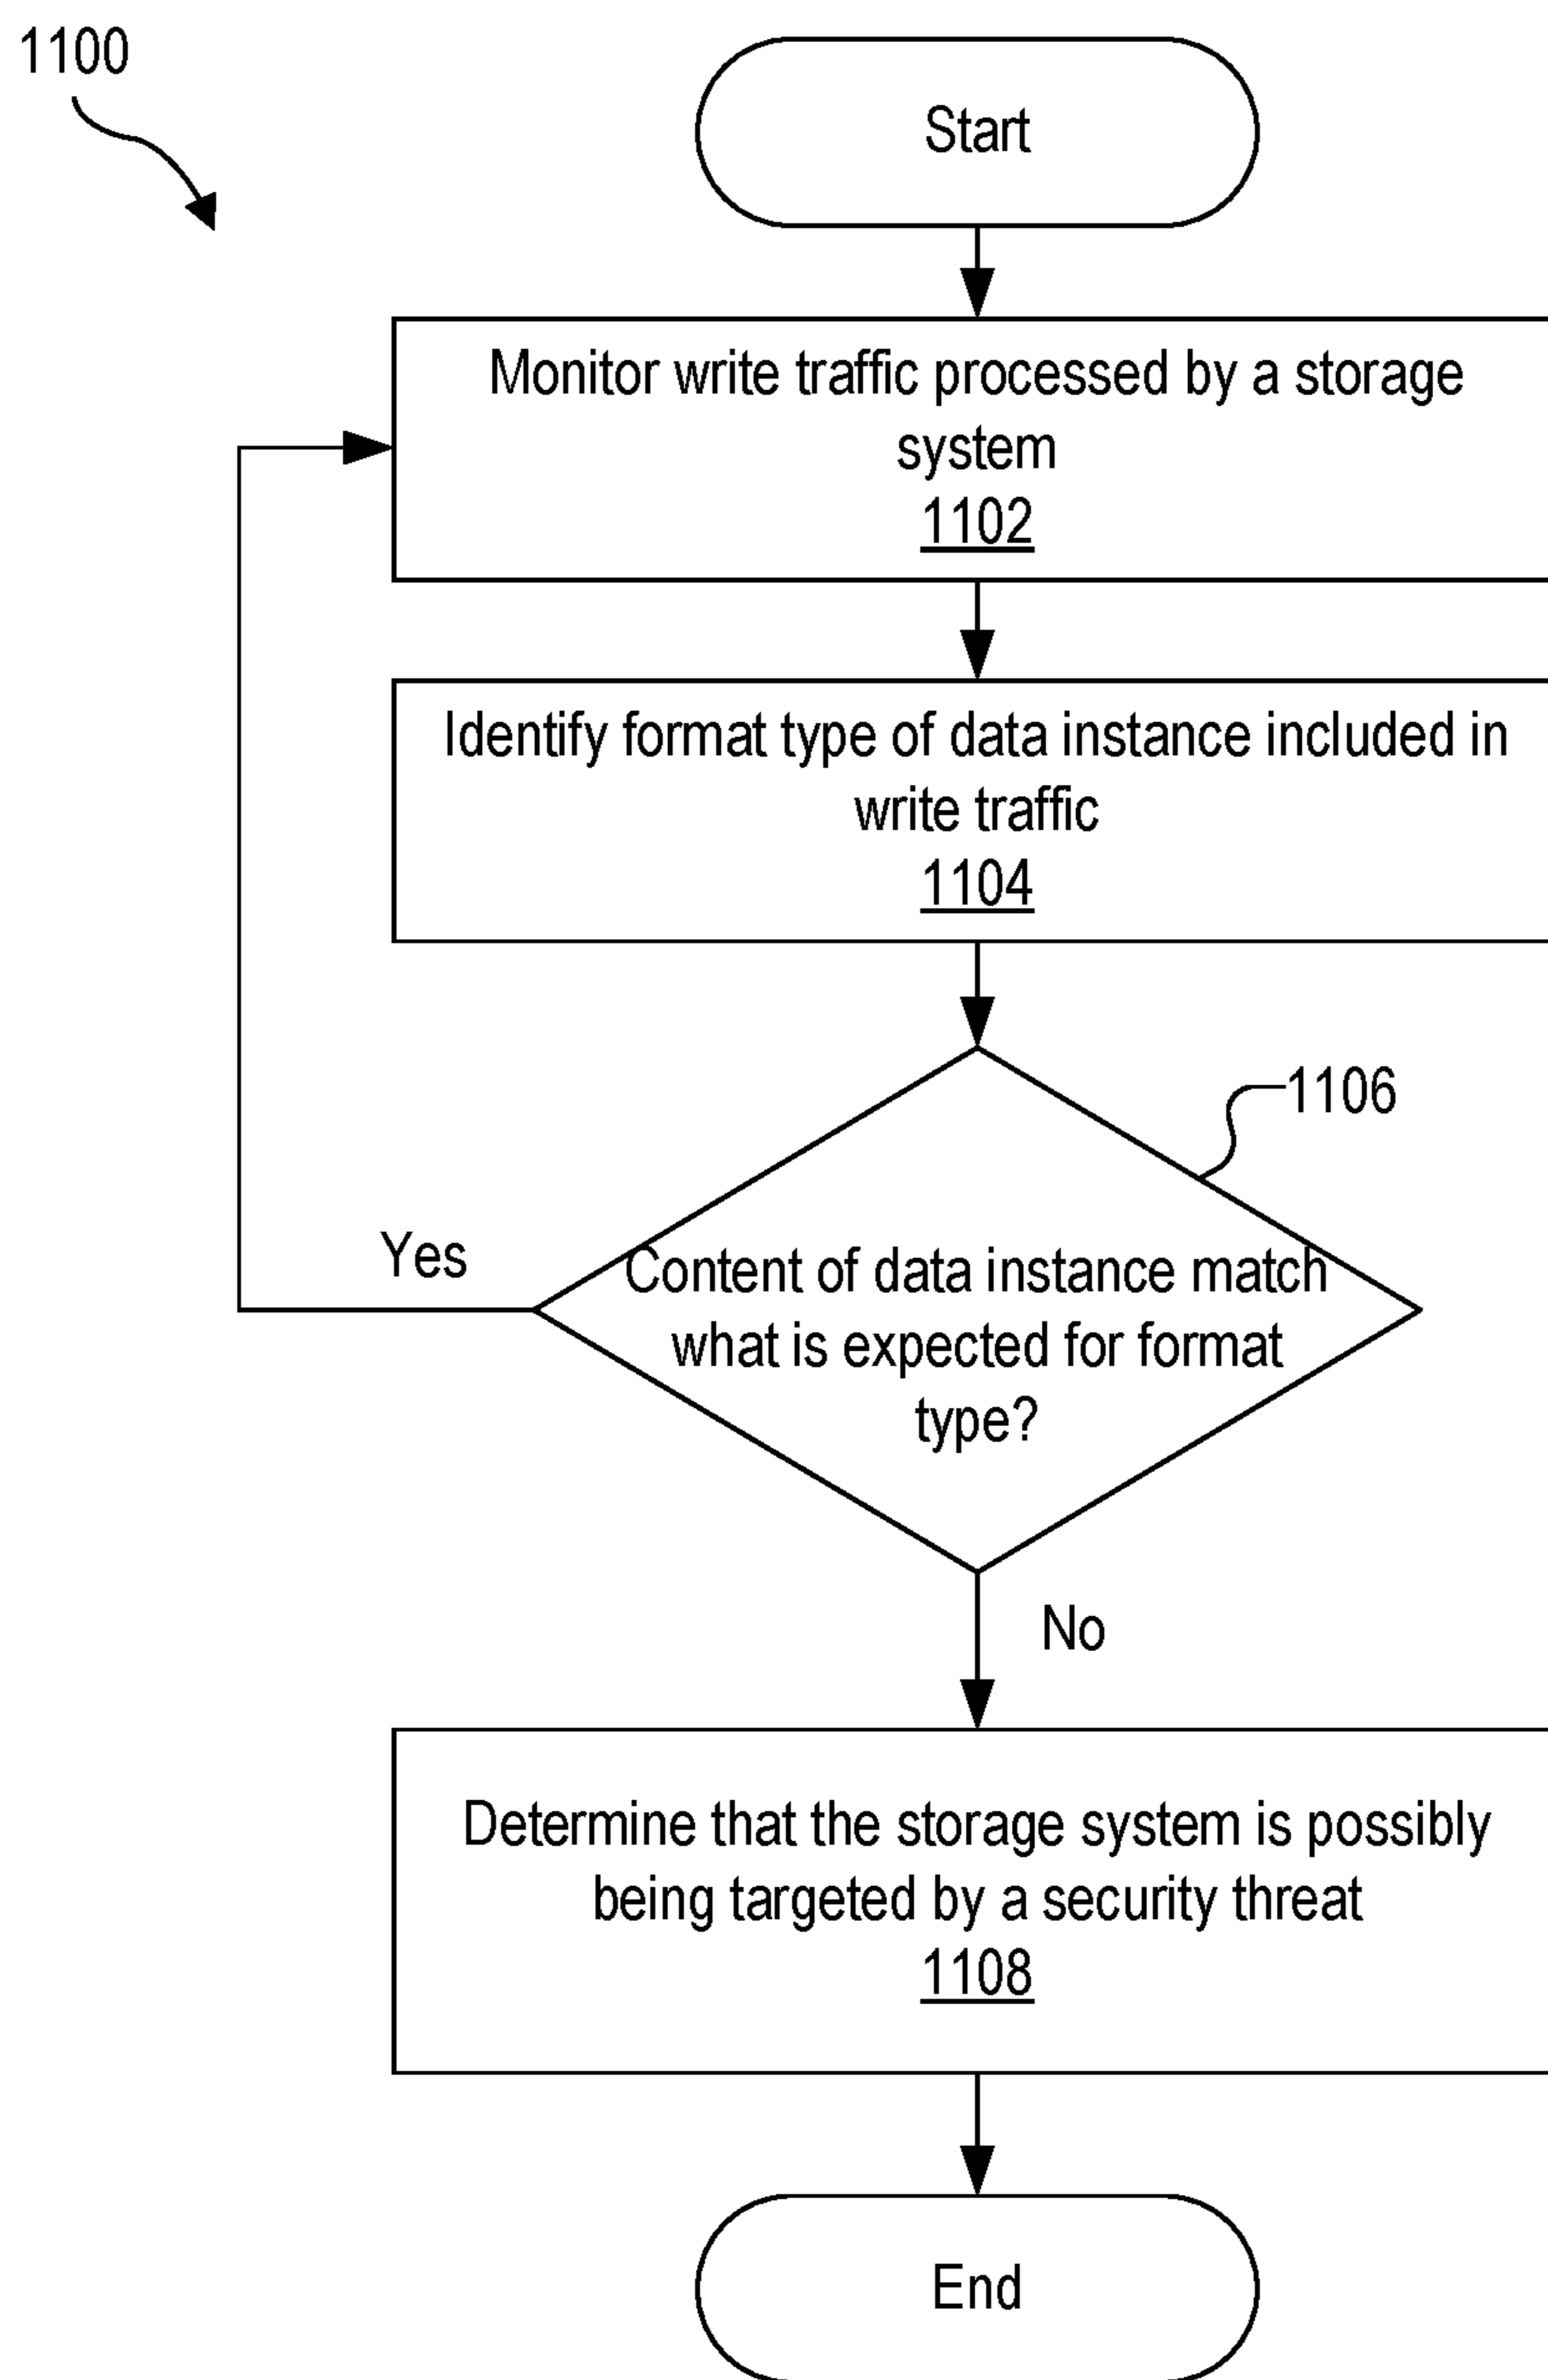 1100
Start
Monitor write traffic processed by a storage
system
1102
Identify format type of data instance included in
write traffic
1104
1106
Yes
Content of data instance match
what is expected for format
type?
No
Determine that the storage system is possibly
being targeted by a security threat
1108
End